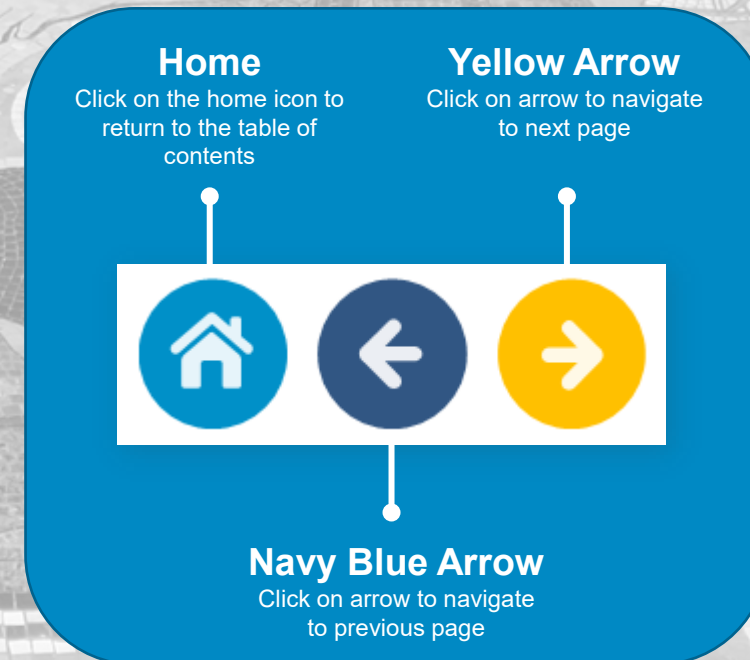 Home
Click on the home icon to
return to the table of
contents
Yellow Arrow
Click on arrow to navigate
to next page
Navy Blue Arrow
Click on arrow to navigate
to previous page